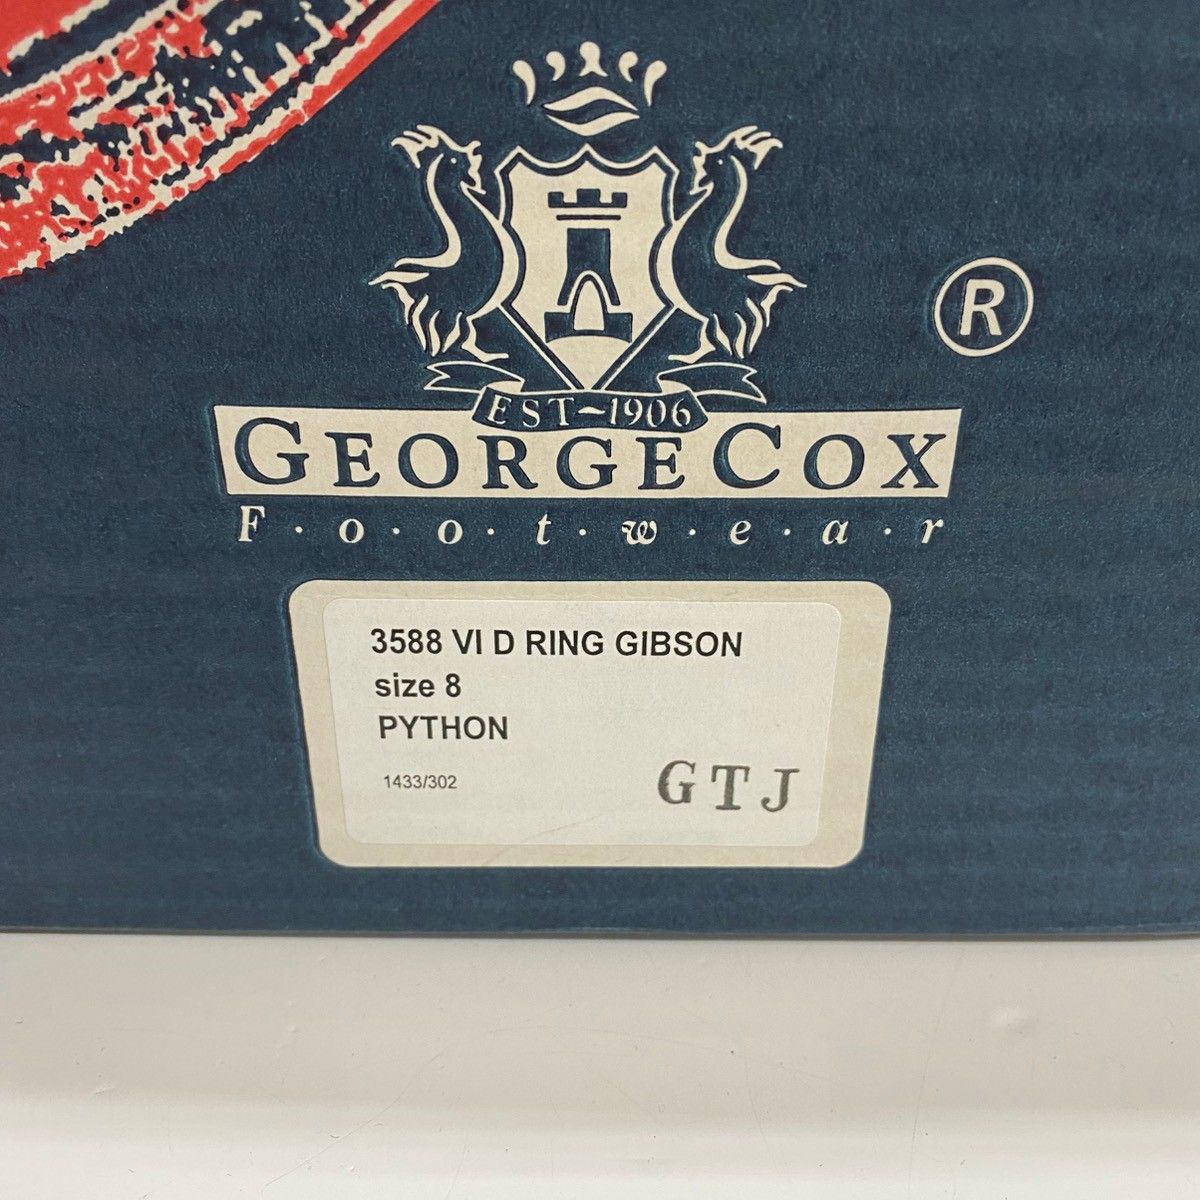 EST~1906
GEORGE COX
F·o·o·t·w·e·a·r
®
3588 VI D RING GIBSON
size 8
PYTHON
1433/302
GTJ